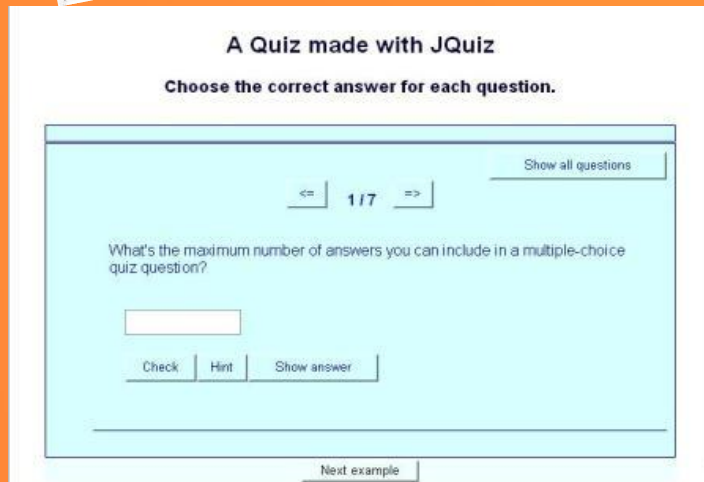 A Quiz made with JQuiz
Choose the correct answer for each question.
Show all questions
<= 1 / 7 =>
What's the maximum number of answers you can include in a multiple-choice
quiz question?
Check Hint Show answer
Next example